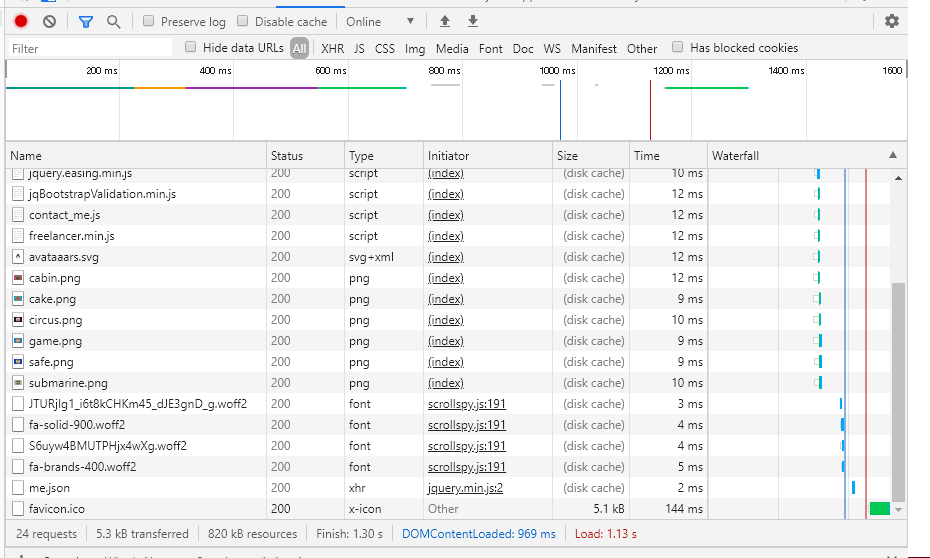 Preserve log Disable cache Online
Filter Hide data URLs All XHR JS CSS Img Media Font Doc WS Manifest Other Has blocked cookies
200 ms 400 ms 600 ms 800 ms 1000 ms 1200 ms 1400 ms 1600
Name Status Type Initiator Size Time Waterfall
jquery.easing.min.js 200 script (index) (disk cache) 10 ms
jqBootstrapValidation.min.js 200 script (index) (disk cache) 12 ms
contact_me.js 200 script (index) (disk cache) 12 ms
freelancer.min.js 200 script (index) (disk cache) 12 ms
avataaars.svg 200 svg+xml (index) (disk cache) 12 ms
cabin.png 200 png (index) (disk cache) 12 ms
cake.png 200 png (index) (disk cache) 9 ms
circus.png 200 png (index) (disk cache) 10 ms
game.png 200 png (index) (disk cache) 9 ms
safe.png 200 png (index) (disk cache) 9 ms
submarine.png 200 png (index) (disk cache) 10 ms
JTURjIg1_i6t8kCHKm45_dJE3gnD_g.woff2 200 font scrollspy.js:191 (disk cache) 3 ms
fa-solid-900.woff2 200 font scrollspy.js:191 (disk cache) 4 ms
S6uyw4BMUTPHjx4wXg.woff2 200 font scrollspy.js:191 (disk cache) 4 ms
fa-brands-400.woff2 200 font scrollspy.js:191 (disk cache) 5 ms
me.json 200 xhr jquery.min.js:2 (disk cache) 2 ms
favicon.ico 200 x-icon Other 5.1 kB 144 ms
24 requests 5.3 kB transferred 820 kB resources Finish: 1.30 s DOMContentLoaded: 969 ms Load: 1.13 s